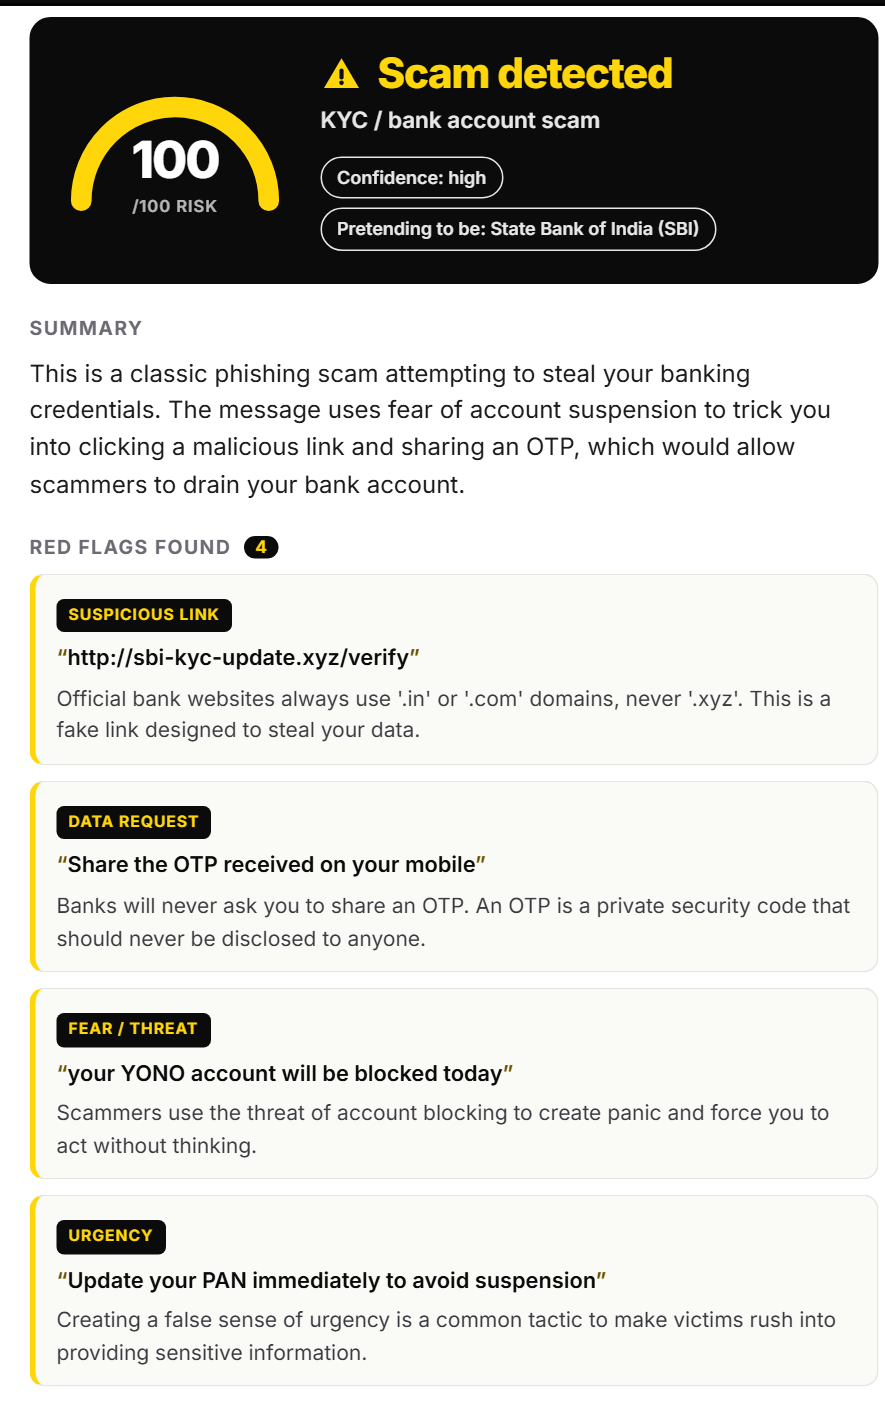 Scam detected
KYC / bank account scam
100
/100 RISK
Confidence: high
Pretending to be: State Bank of India (SBI)
SUMMARY
This is a classic phishing scam attempting to steal your banking
credentials. The message uses fear of account suspension to trick you
into clicking a malicious link and sharing an OTP, which would allow
scammers to drain your bank account.
RED FLAGS FOUND 4
SUSPICIOUS LINK
“http://sbi-kyc-update.xyz/verify”
Official bank websites always use '.in' or '.com' domains, never '.xyz'. This is a
fake link designed to steal your data.
DATA REQUEST
“Share the OTP received on your mobile”
Banks will never ask you to share an OTP. An OTP is a private security code that
should never be disclosed to anyone.
FEAR / THREAT
“your YONO account will be blocked today”
Scammers use the threat of account blocking to create panic and force you to
act without thinking.
URGENCY
“Update your PAN immediately to avoid suspension”
Creating a false sense of urgency is a common tactic to make victims rush into
providing sensitive information.